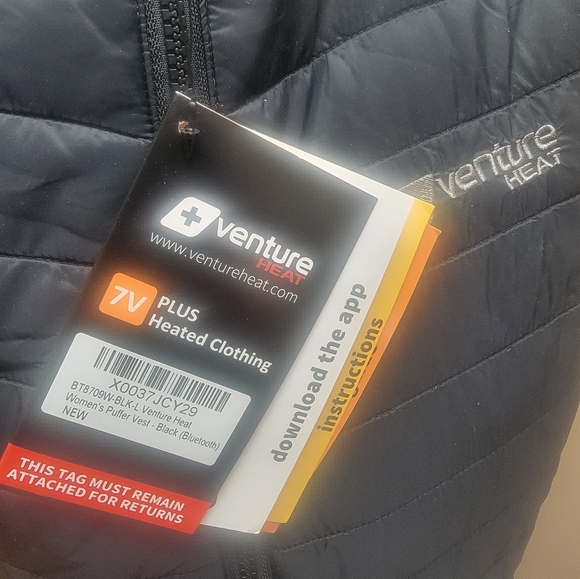 venture
HEAT
venture
HEAT
www.ventureheat.com
7V PLUS
Heated Clothing
X0037JCY29
BT8709W-BLK-L Venture Heat
Women's Puffer Vest - Black (Bluetooth)
NEW
THIS TAG MUST REMAIN
ATTACHED FOR RETURNS
download the app
instructions